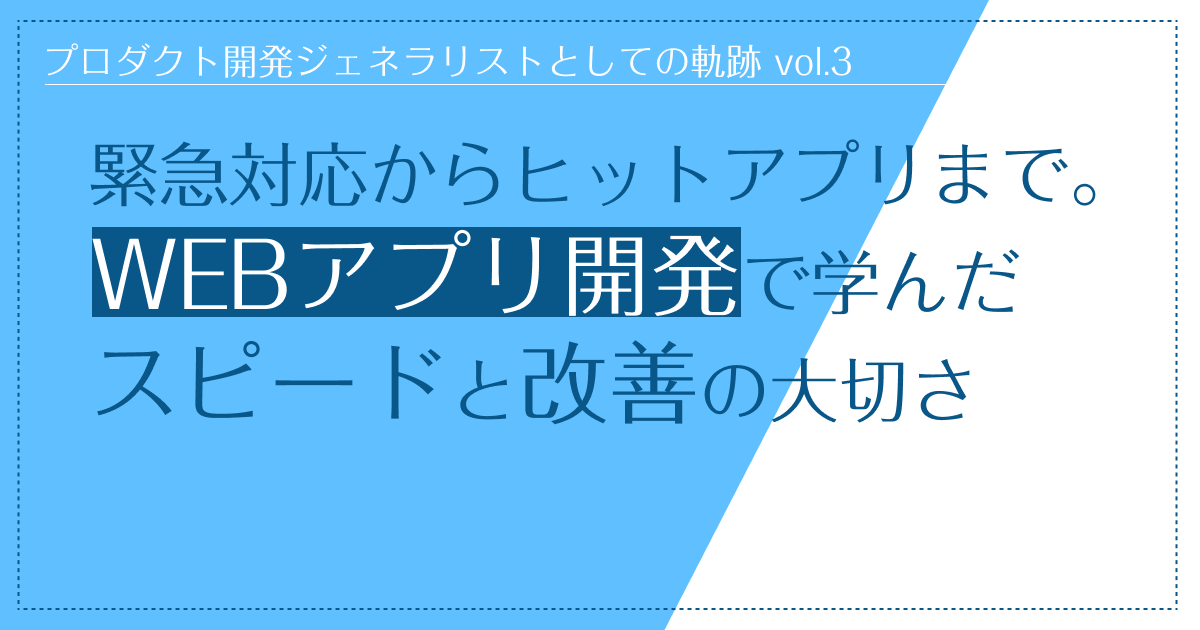 プロダクト開発ジェネラリストとしての軌跡 vol.3
緊急対応からヒットアプリまで。
WEBアプリ開発で学んだ
スピードと改善の大切さ